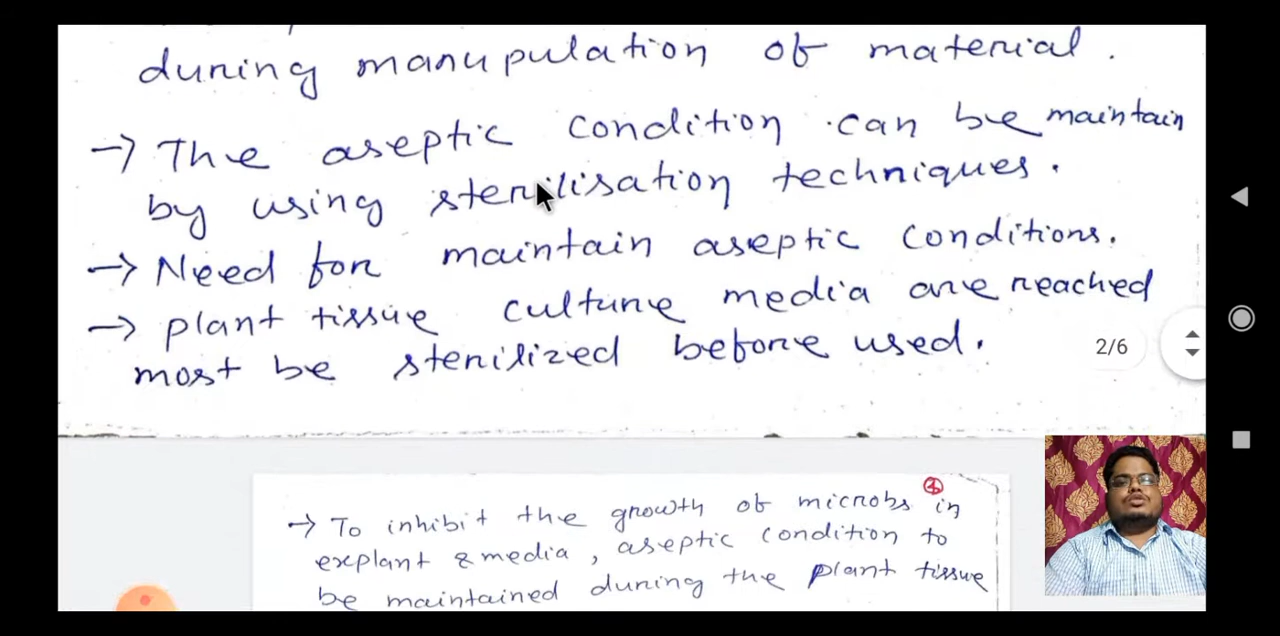 during manupulation of material.
→ The aseptic condition can be maintain
by using sterilisation techniques.
→ Need for maintain aseptic conditions.
→ plant tissue culture media are reached
most be sterilized before used.
2/6
4
→ To inhibit the growth of microbs in
explant & media, aseptic condition to
be maintained during the plant tissue